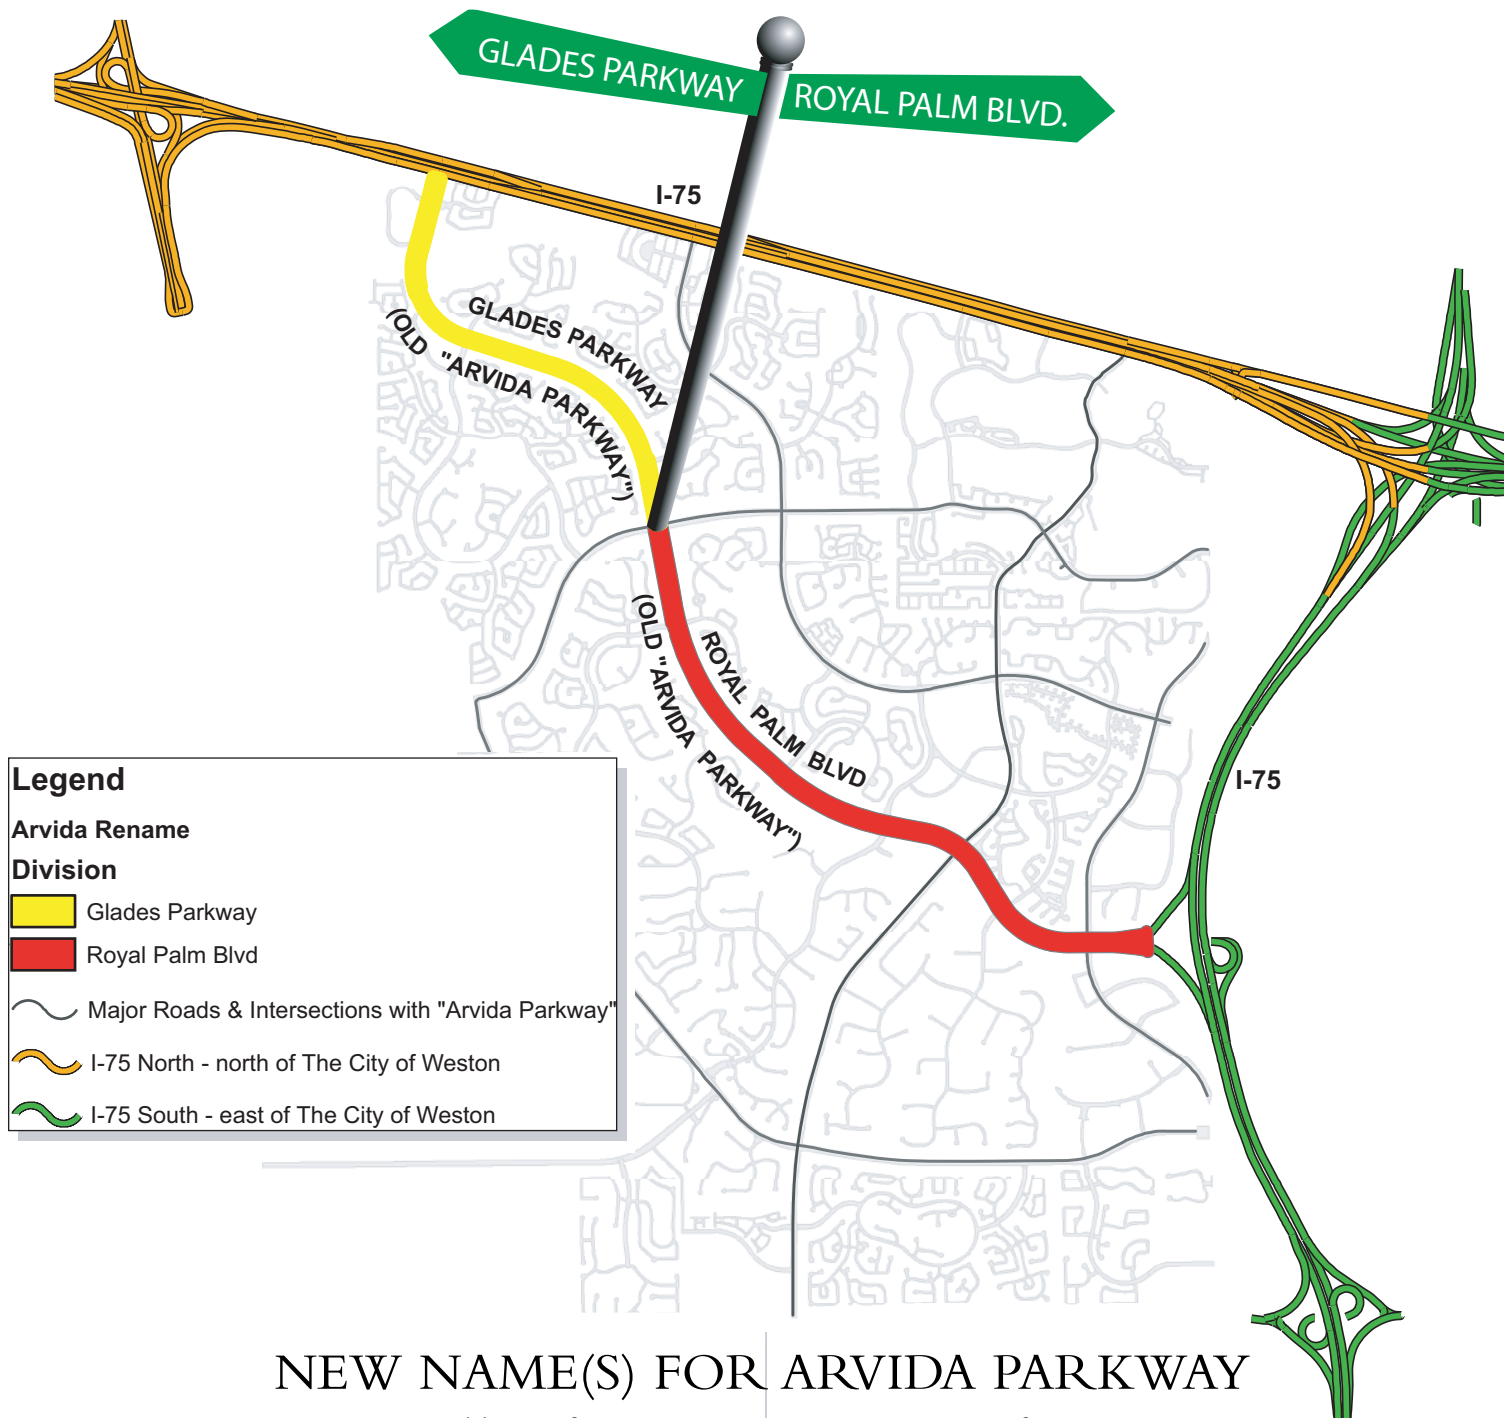 GLADES PARKWAY
ROYAL PALM BLVD.
I-75
GLADES PARKWAY
(OLD "ARVIDA PARKWAY")
ROYAL PALM BLVD
(OLD "ARVIDA PARKWAY")
I-75
Legend
Arvida Rename
Division
Glades Parkway
Royal Palm Blvd
Major Roads & Intersections with "Arvida Parkway"
I-75 North - north of The City of Weston
I-75 South - east of The City of Weston
NEW NAME(S) FOR ARVIDA PARKWAY